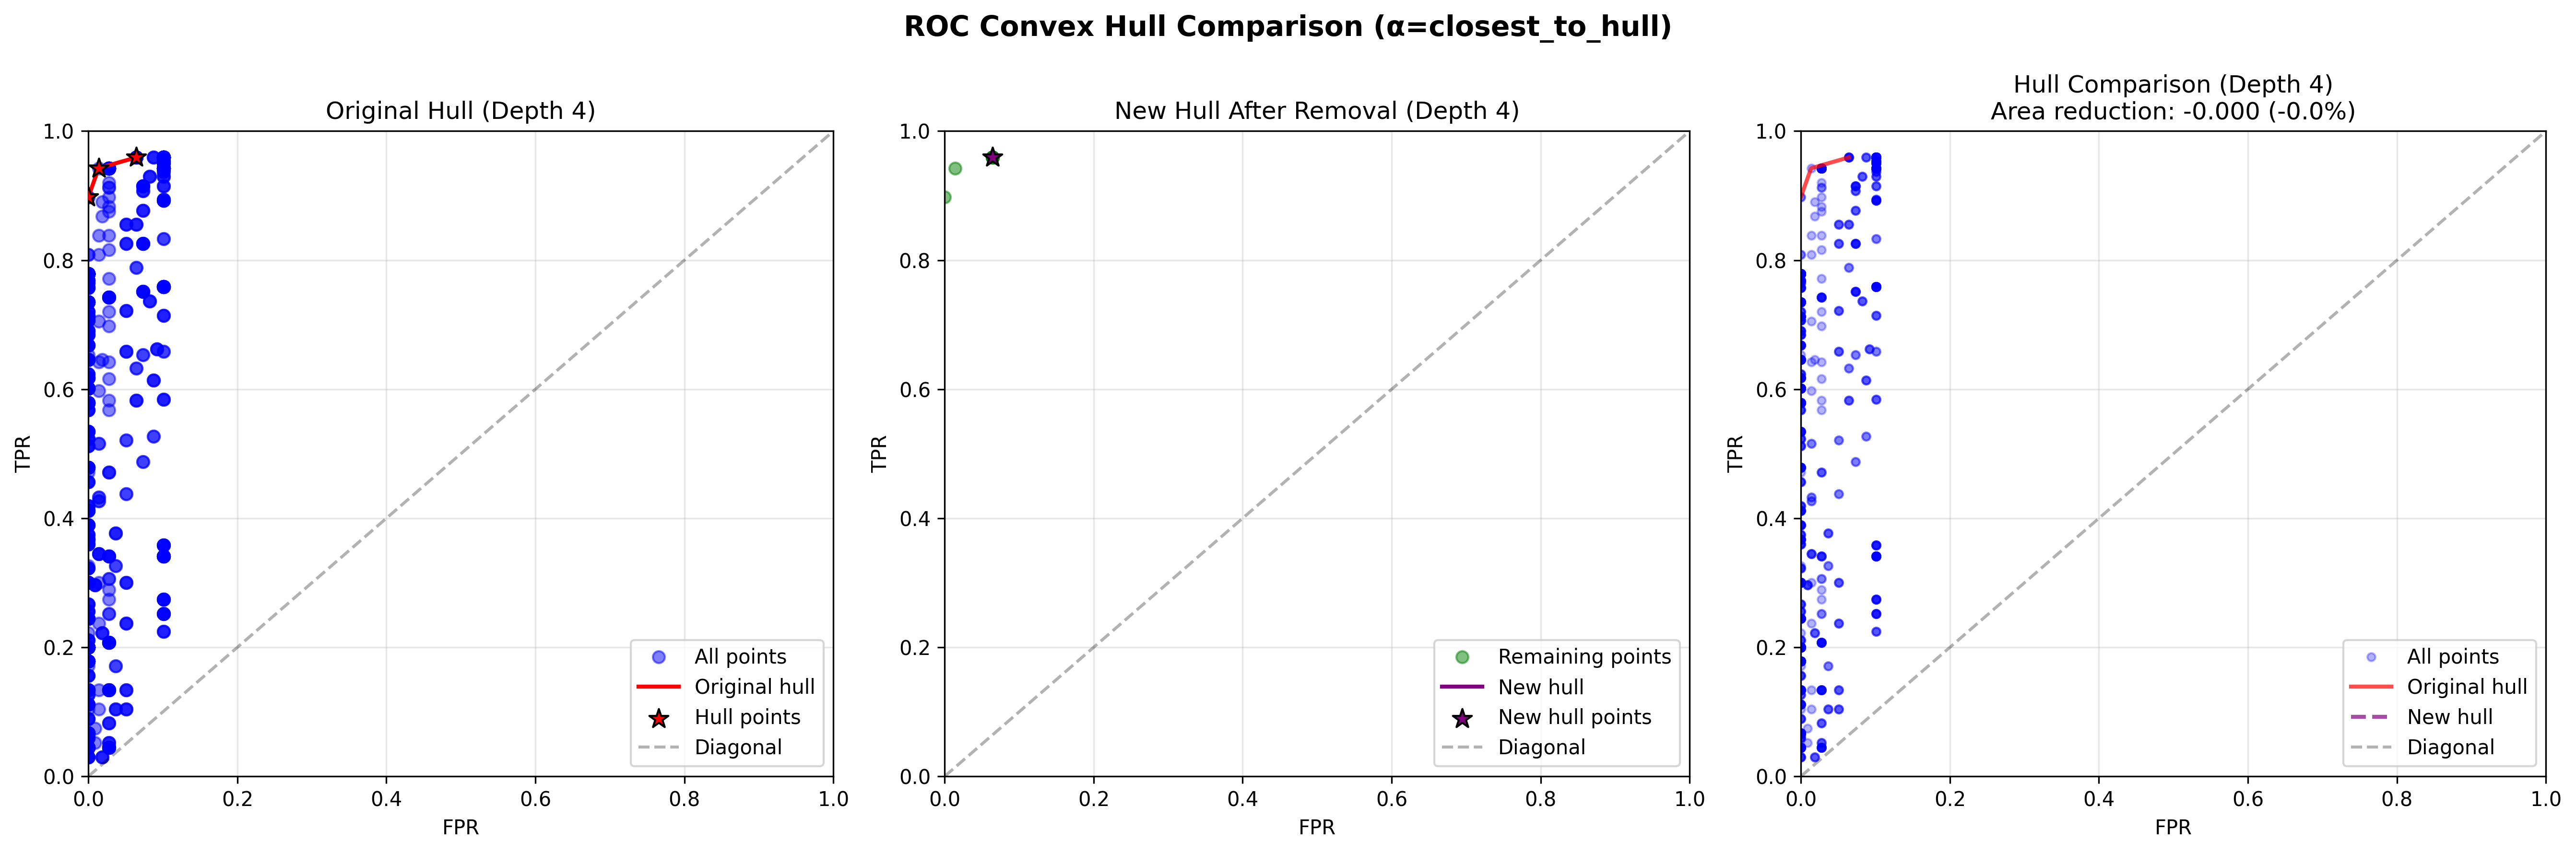 ROC Convex Hull Comparison (α=closest_to_hull)
Original Hull (Depth 4)
1.0
0.8
0.6
0.4
0.2
0.0
TPR
0.0 0.2 0.4 0.6 0.8 1.0
FPR
All points
Original hull
Hull points
Diagonal
New Hull After Removal (Depth 4)
1.0
0.8
0.6
0.4
0.2
0.0
TPR
0.0 0.2 0.4 0.6 0.8 1.0
FPR
Remaining points
New hull
New hull points
Diagonal
Hull Comparison (Depth 4)
Area reduction: -0.000 (-0.0%)
1.0
0.8
0.6
0.4
0.2
0.0
TPR
0.0 0.2 0.4 0.6 0.8 1.0
FPR
All points
Original hull
New hull
Diagonal